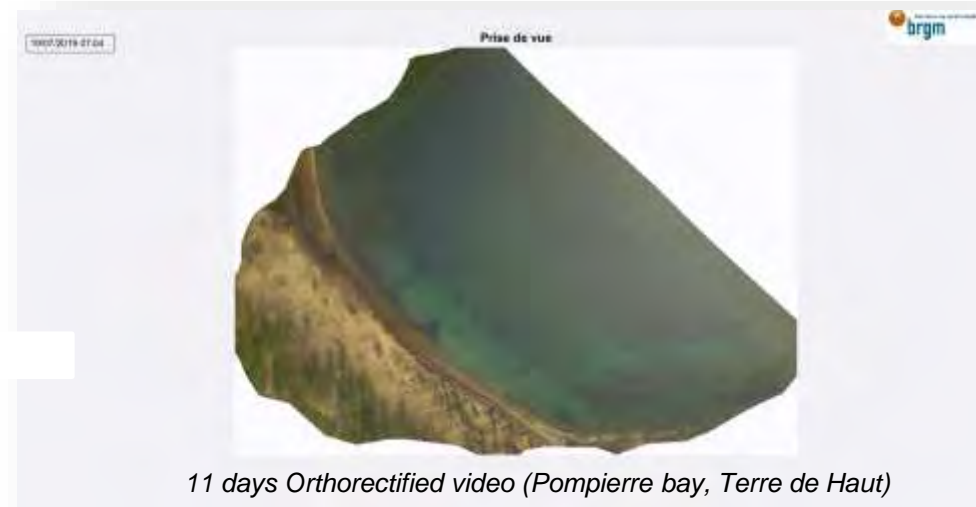 Prise de vue
brgm
11 days Orthorectified video (Pompierre bay, Terre de Haut)